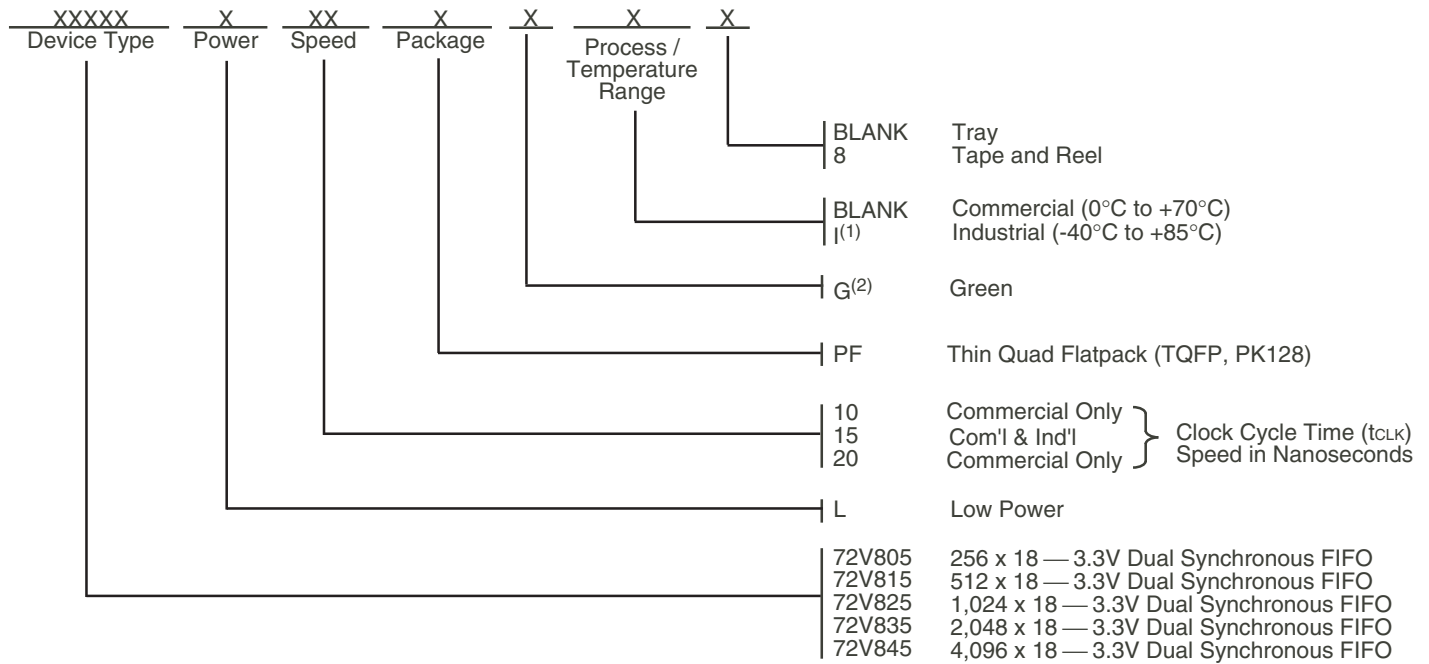 XXXXX X XX X X X X
Device Type Power Speed Package
Process /
Temperature
Range
BLANK Tray
8 Tape and Reel
BLANK Commercial (0°C to +70°C)
I(1) Industrial (-40°C to +85°C)
G(2) Green
PF Thin Quad Flatpack (TQFP, PK128)
10 Commercial Only
15 Com'l & Ind'l
20 Commercial Only
Clock Cycle Time (tCLK)
Speed in Nanoseconds
L Low Power
72V805 256 x 18 — 3.3V Dual Synchronous FIFO
72V815 512 x 18 — 3.3V Dual Synchronous FIFO
72V825 1,024 x 18 — 3.3V Dual Synchronous FIFO
72V835 2,048 x 18 — 3.3V Dual Synchronous FIFO
72V845 4,096 x 18 — 3.3V Dual Synchronous FIFO